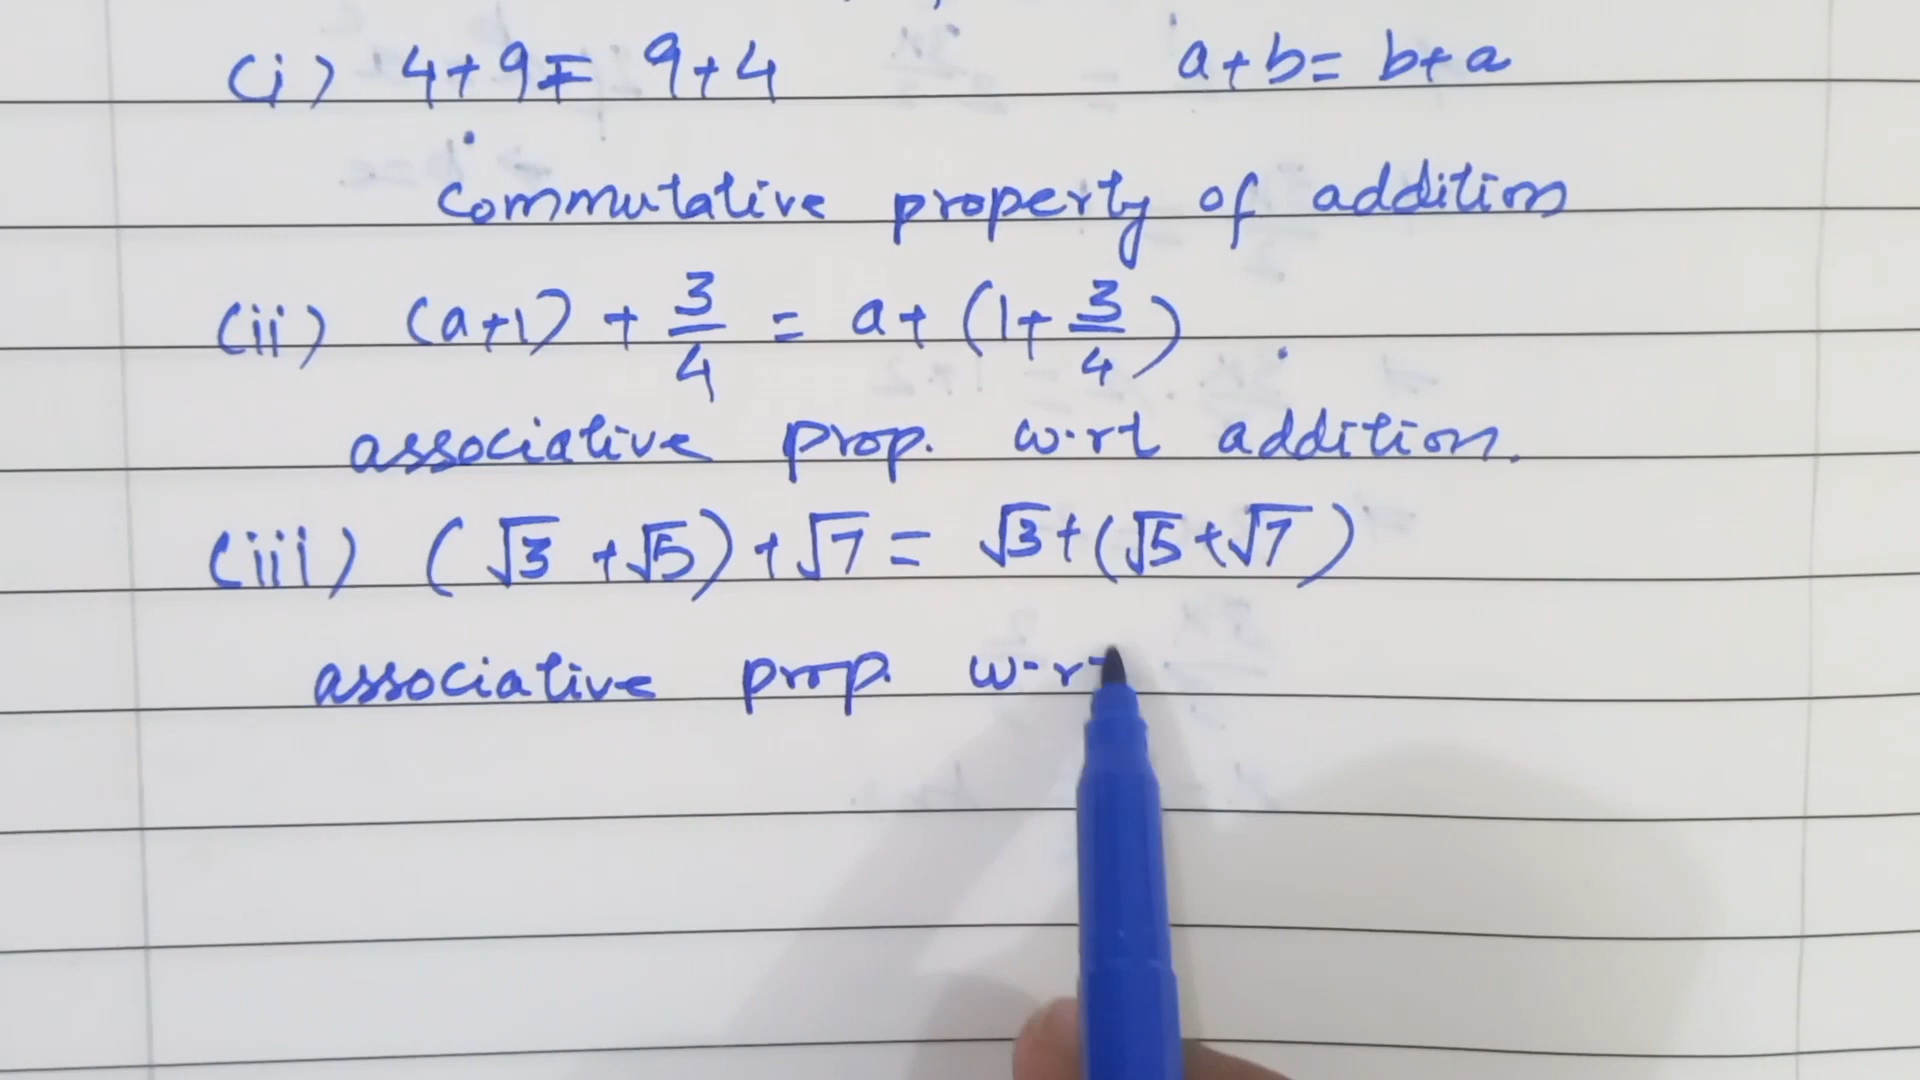 (i) 4+9= 9+4 a+b= b+a
Commutative property of addition
(ii) (a+1) + 3/4 = a+ (1+ 3/4)
associative prop. w.r.t addition.
(iii) (√3 +√5)+√7= √3+(√5+√7)
associative prop. w.r.t